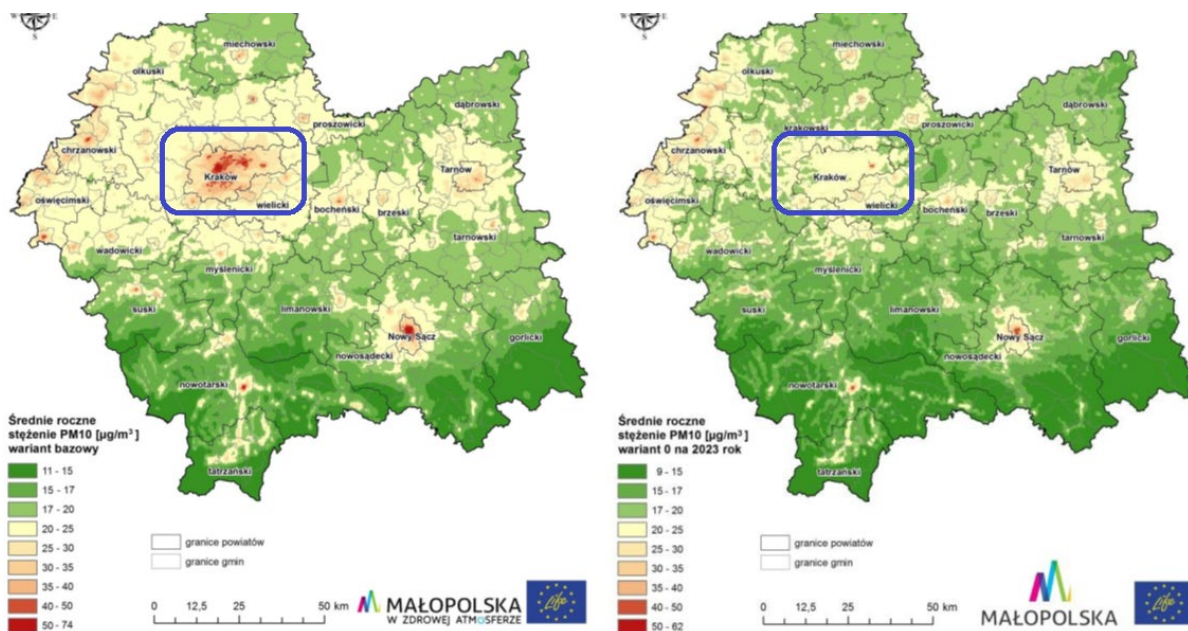 W E
S
miechowski
olkuski
dąbrowski
proszowicki
chrzanowski
Kraków
Tarnów
oświęcimski
wielicki
bocheński
brzeski
wadowicki
tarnowski
myślenicki
suski
limanowski
Nowy Sącz
gorlicki
nowosądecki
nowotarski
tatrzański
Średnie roczne
stężenie PM10 [µg/m³]
wariant bazowy
11 - 15
15 - 17
17 - 20
20 - 25
25 - 30
30 - 35
35 - 40
40 - 50
50 - 74
granice powiatów
granice gmin
0 12,5 25 50 km
MAŁOPOLSKA
W ZDROWEJ ATMOSFERZE
Life
W E
S
miechowski
olkuski
dąbrowski
krakowski
proszowicki
chrzanowski
Kraków
Tarnów
oświęcimski
wielicki
bocheński
brzeski
wadowicki
tarnowski
myślenicki
suski
limanowski
Nowy Sącz
gorlicki
nowosądecki
nowotarski
tatrzański
Średnie roczne
stężenie PM10 [µg/m³]
wariant 0 na 2023 rok
9 - 15
15 - 17
17 - 20
20 - 25
25 - 30
30 - 35
35 - 40
40 - 50
50 - 62
granice powiatów
granice gmin
0 12,5 25 50 km
MAŁOPOLSKA
Life